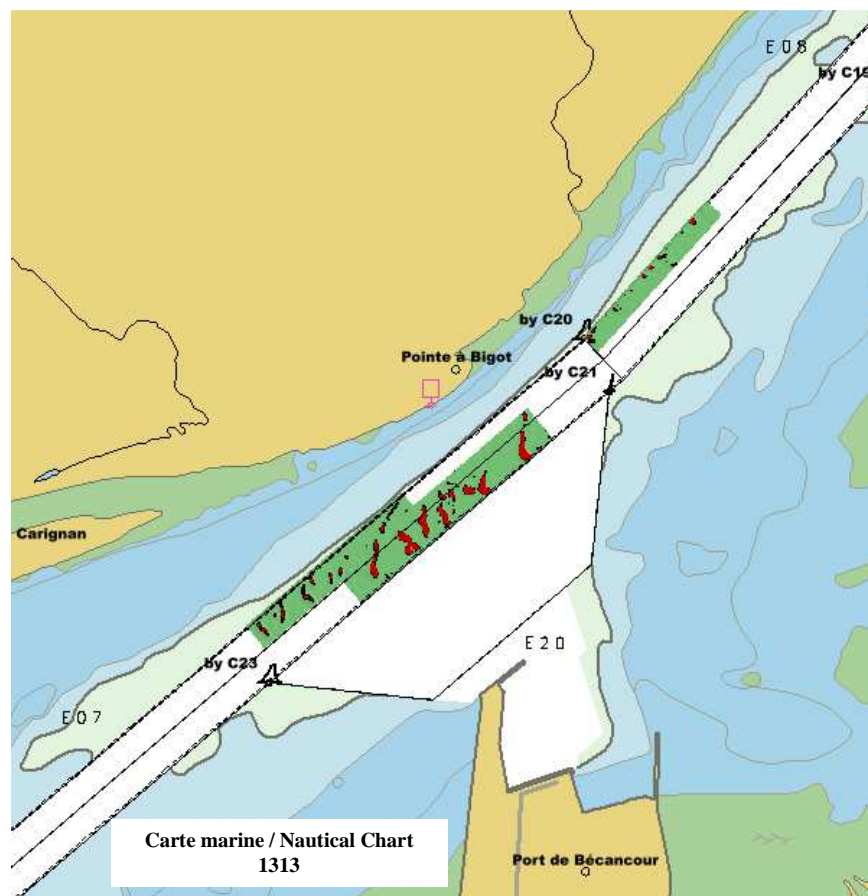 E 0 8
by C19
by C20
Pointe à Bigot
by C21
Carignan
E 2 0
by C23
E 0 7
Carte marine / Nautical Chart
1313
Port de Bécancour